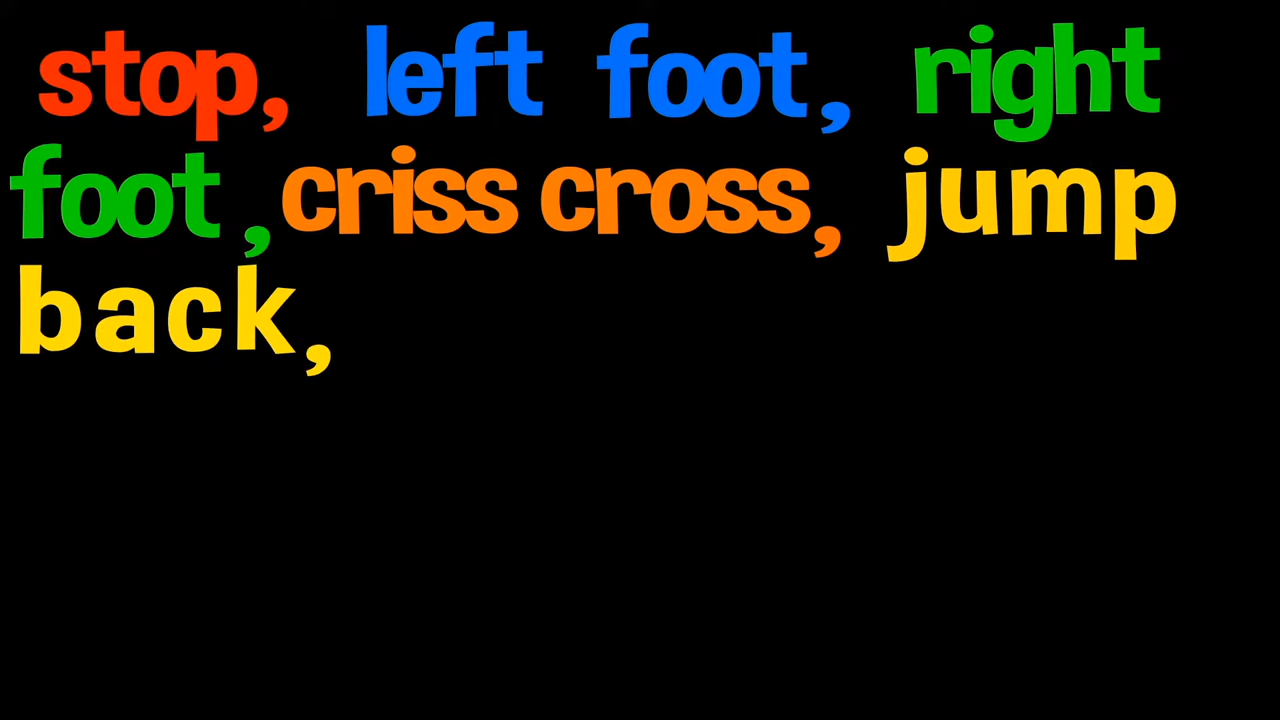 stop, left foot, right
foot, criss cross, jump
back,